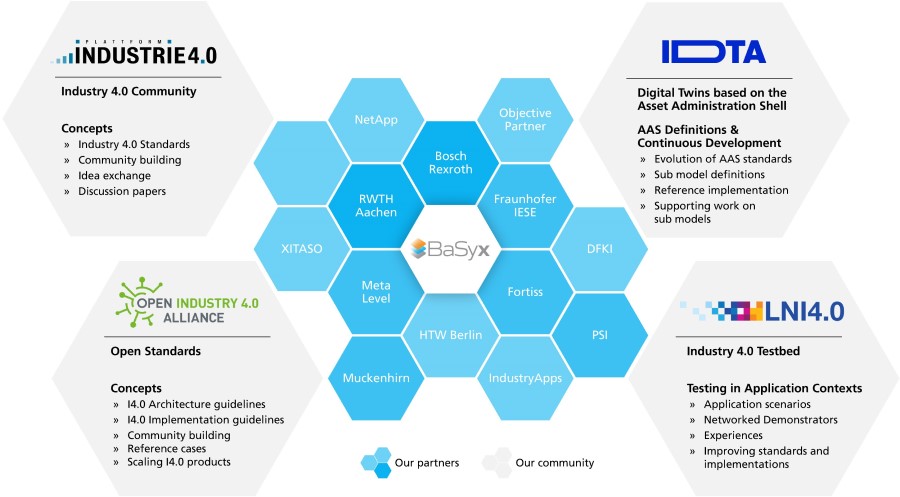 PLATTFORM
INDUSTRIE4.0
Industry 4.0 Community
Concepts
» Industry 4.0 Standards
» Community building
» Idea exchange
» Discussion papers
IDTA
Digital Twins based on the
Asset Administration Shell
AAS Definitions &
Continuous Development
» Evolution of AAS standards
» Sub model definitions
» Reference implementation
» Supporting work on
sub models
NetApp
Objective
Partner
Bosch
Rexroth
RWTH
Aachen
Fraunhofer
IESE
XITASO
BaSyx
DFKI
Meta
Level
Fortiss
HTW Berlin
PSI
Muckenhirn
IndustryApps
OPEN INDUSTRY 4.0
ALLIANCE
Open Standards
Concepts
» I4.0 Architecture guidelines
» I4.0 Implementation guidelines
» Community building
» Reference cases
» Scaling I4.0 products
LNI4.0
Industry 4.0 Testbed
Testing in Application Contexts
» Application scenarios
» Networked Demonstrators
» Experiences
» Improving standards and
implementations
Our partners
Our community